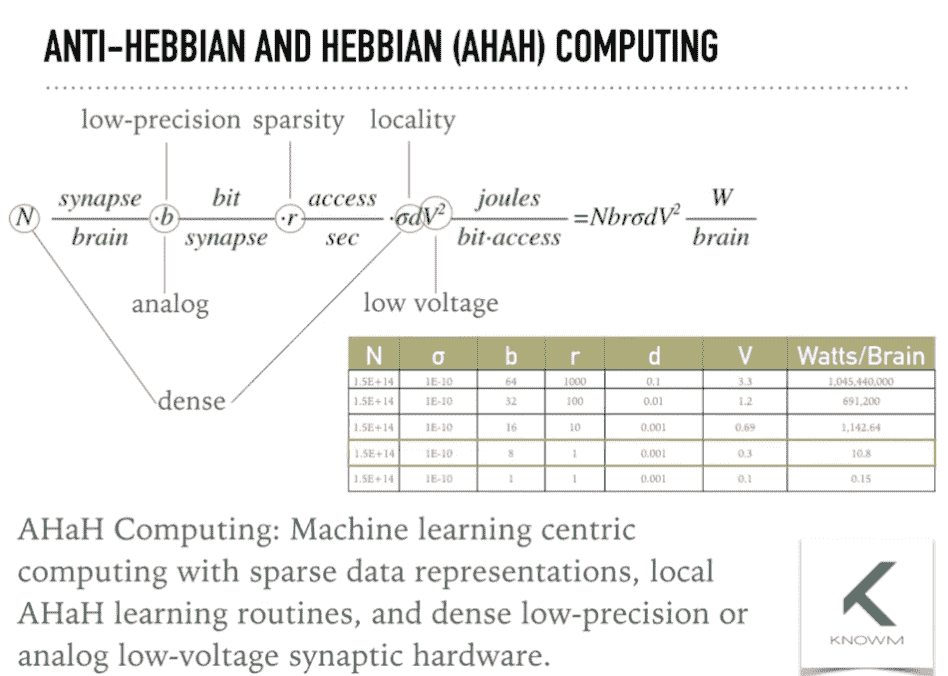 ANTI-HEBBIAN AND HEBBIAN (AHAH) COMPUTING
low-precision sparsity locality
N synapse/brain ·b bit/synapse ·r access/sec ·σdV² joules/bit·access =NbrσdV² W/brain
analog low voltage
dense
N σ b r d V Watts/Brain
1.5E+14 1E-10 64 1000 0.1 3.3 1,045,440,000
1.5E+14 1E-10 32 100 0.01 1.2 691,200
1.5E+14 1E-10 16 10 0.001 0.69 1,142.64
1.5E+14 1E-10 8 1 0.001 0.3 10.8
1.5E+14 1E-10 1 1 0.001 0.1 0.15
AHaH Computing: Machine learning centric
computing with sparse data representations, local
AHaH learning routines, and dense low-precision or
analog low-voltage synaptic hardware.
KNOWM